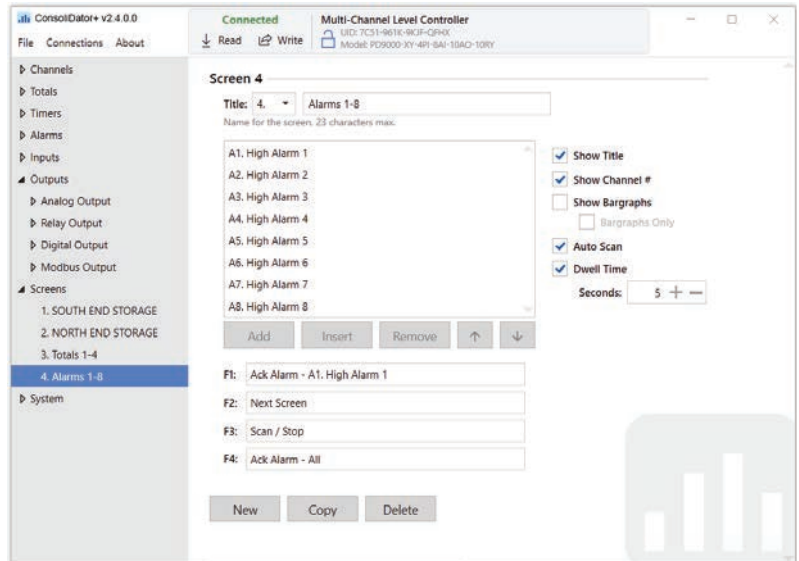 ConsoliDator+ v2.4.0.0
File Connections About
Connected
Read Write
Multi-Channel Level Controller
UID: 7C51-961K-9KJF-QFHX
Model: PD9000-XY-4PI-8AI-10AO-10RY
Channels
Totals
Timers
Alarms
Inputs
Outputs
Analog Output
Relay Output
Digital Output
Modbus Output
Screens
1. SOUTH END STORAGE
2. NORTH END STORAGE
3. Totals 1-4
4. Alarms 1-8
System
Screen 4
Title: 4. Alarms 1-8
Name for the screen. 23 characters max.
A1. High Alarm 1
A2. High Alarm 2
A3. High Alarm 3
A4. High Alarm 4
A5. High Alarm 5
A6. High Alarm 6
A7. High Alarm 7
A8. High Alarm 8
Show Title
Show Channel #
Show Bargraphs
Bargraphs Only
Auto Scan
Dwell Time
Seconds: 5
Add Insert Remove
F1: Ack Alarm - A1. High Alarm 1
F2: Next Screen
F3: Scan / Stop
F4: Ack Alarm - All
New Copy Delete